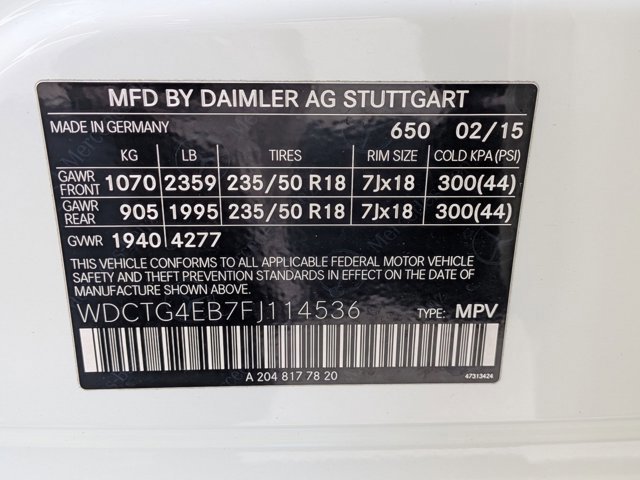 MFD BY DAIMLER AG STUTTGART
MADE IN GERMANY 650 02/15
KG LB TIRES RIM SIZE COLD KPA (PSI)
GAWR FRONT 1070 2359 235/50 R18 7Jx18 300(44)
GAWR REAR 905 1995 235/50 R18 7Jx18 300(44)
GVWR 1940 4277
THIS VEHICLE CONFORMS TO ALL APPLICABLE FEDERAL MOTOR VEHICLE
SAFETY AND THEFT PREVENTION STANDARDS IN EFFECT ON THE DATE OF
MANUFACTURE SHOWN ABOVE.
WDCTG4EB7FJ114536 TYPE: MPV
A 204 817 78 20 47313424